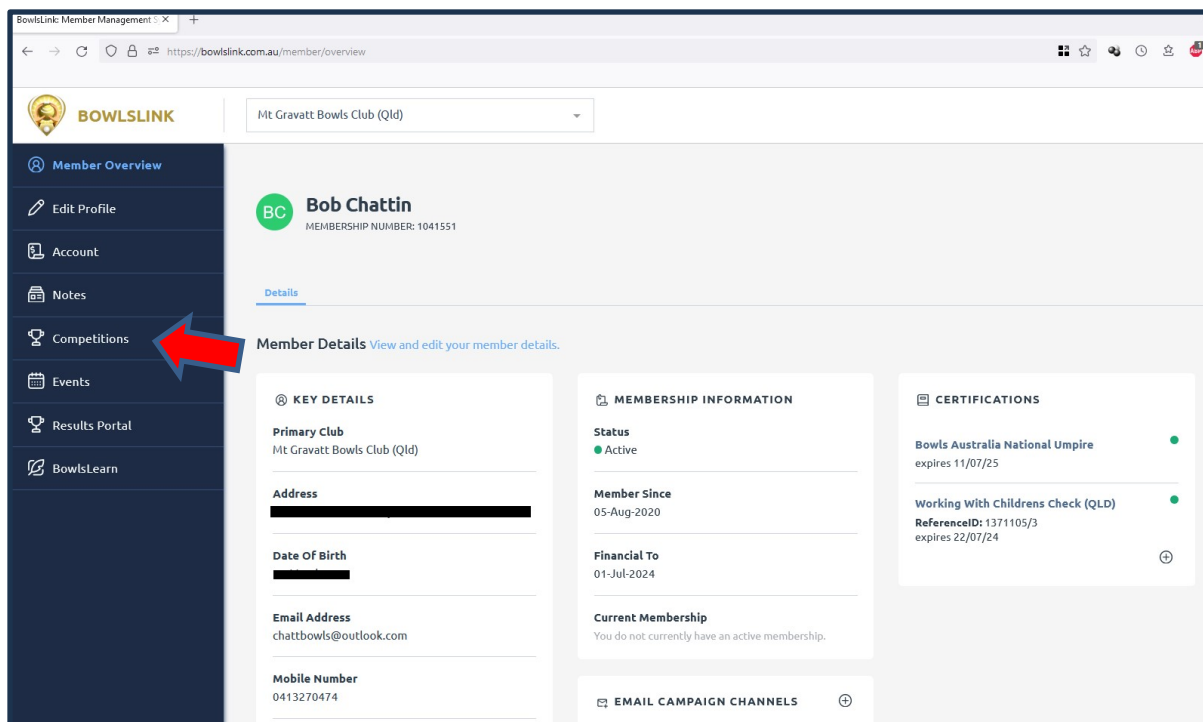 BowlsLink: Member Management S
https://bowlslink.com.au/member/overview
BOWLSLINK
Mt Gravatt Bowls Club (Qld)
Member Overview
Edit Profile
Account
Notes
Competitions
Events
Results Portal
BowlsLearn
BC
Bob Chattin
MEMBERSHIP NUMBER: 1041551
Details
Member Details View and edit your member details.
KEY DETAILS
Primary Club
Mt Gravatt Bowls Club (Qld)
Address
Date Of Birth
Email Address
chattbowls@outlook.com
Mobile Number
0413270474
MEMBERSHIP INFORMATION
Status
Active
Member Since
05-Aug-2020
Financial To
01-Jul-2024
Current Membership
You do not currently have an active membership.
EMAIL CAMPAIGN CHANNELS
CERTIFICATIONS
Bowls Australia National Umpire
expires 11/07/25
Working With Childrens Check (QLD)
ReferenceID: 1371105/3
expires 22/07/24